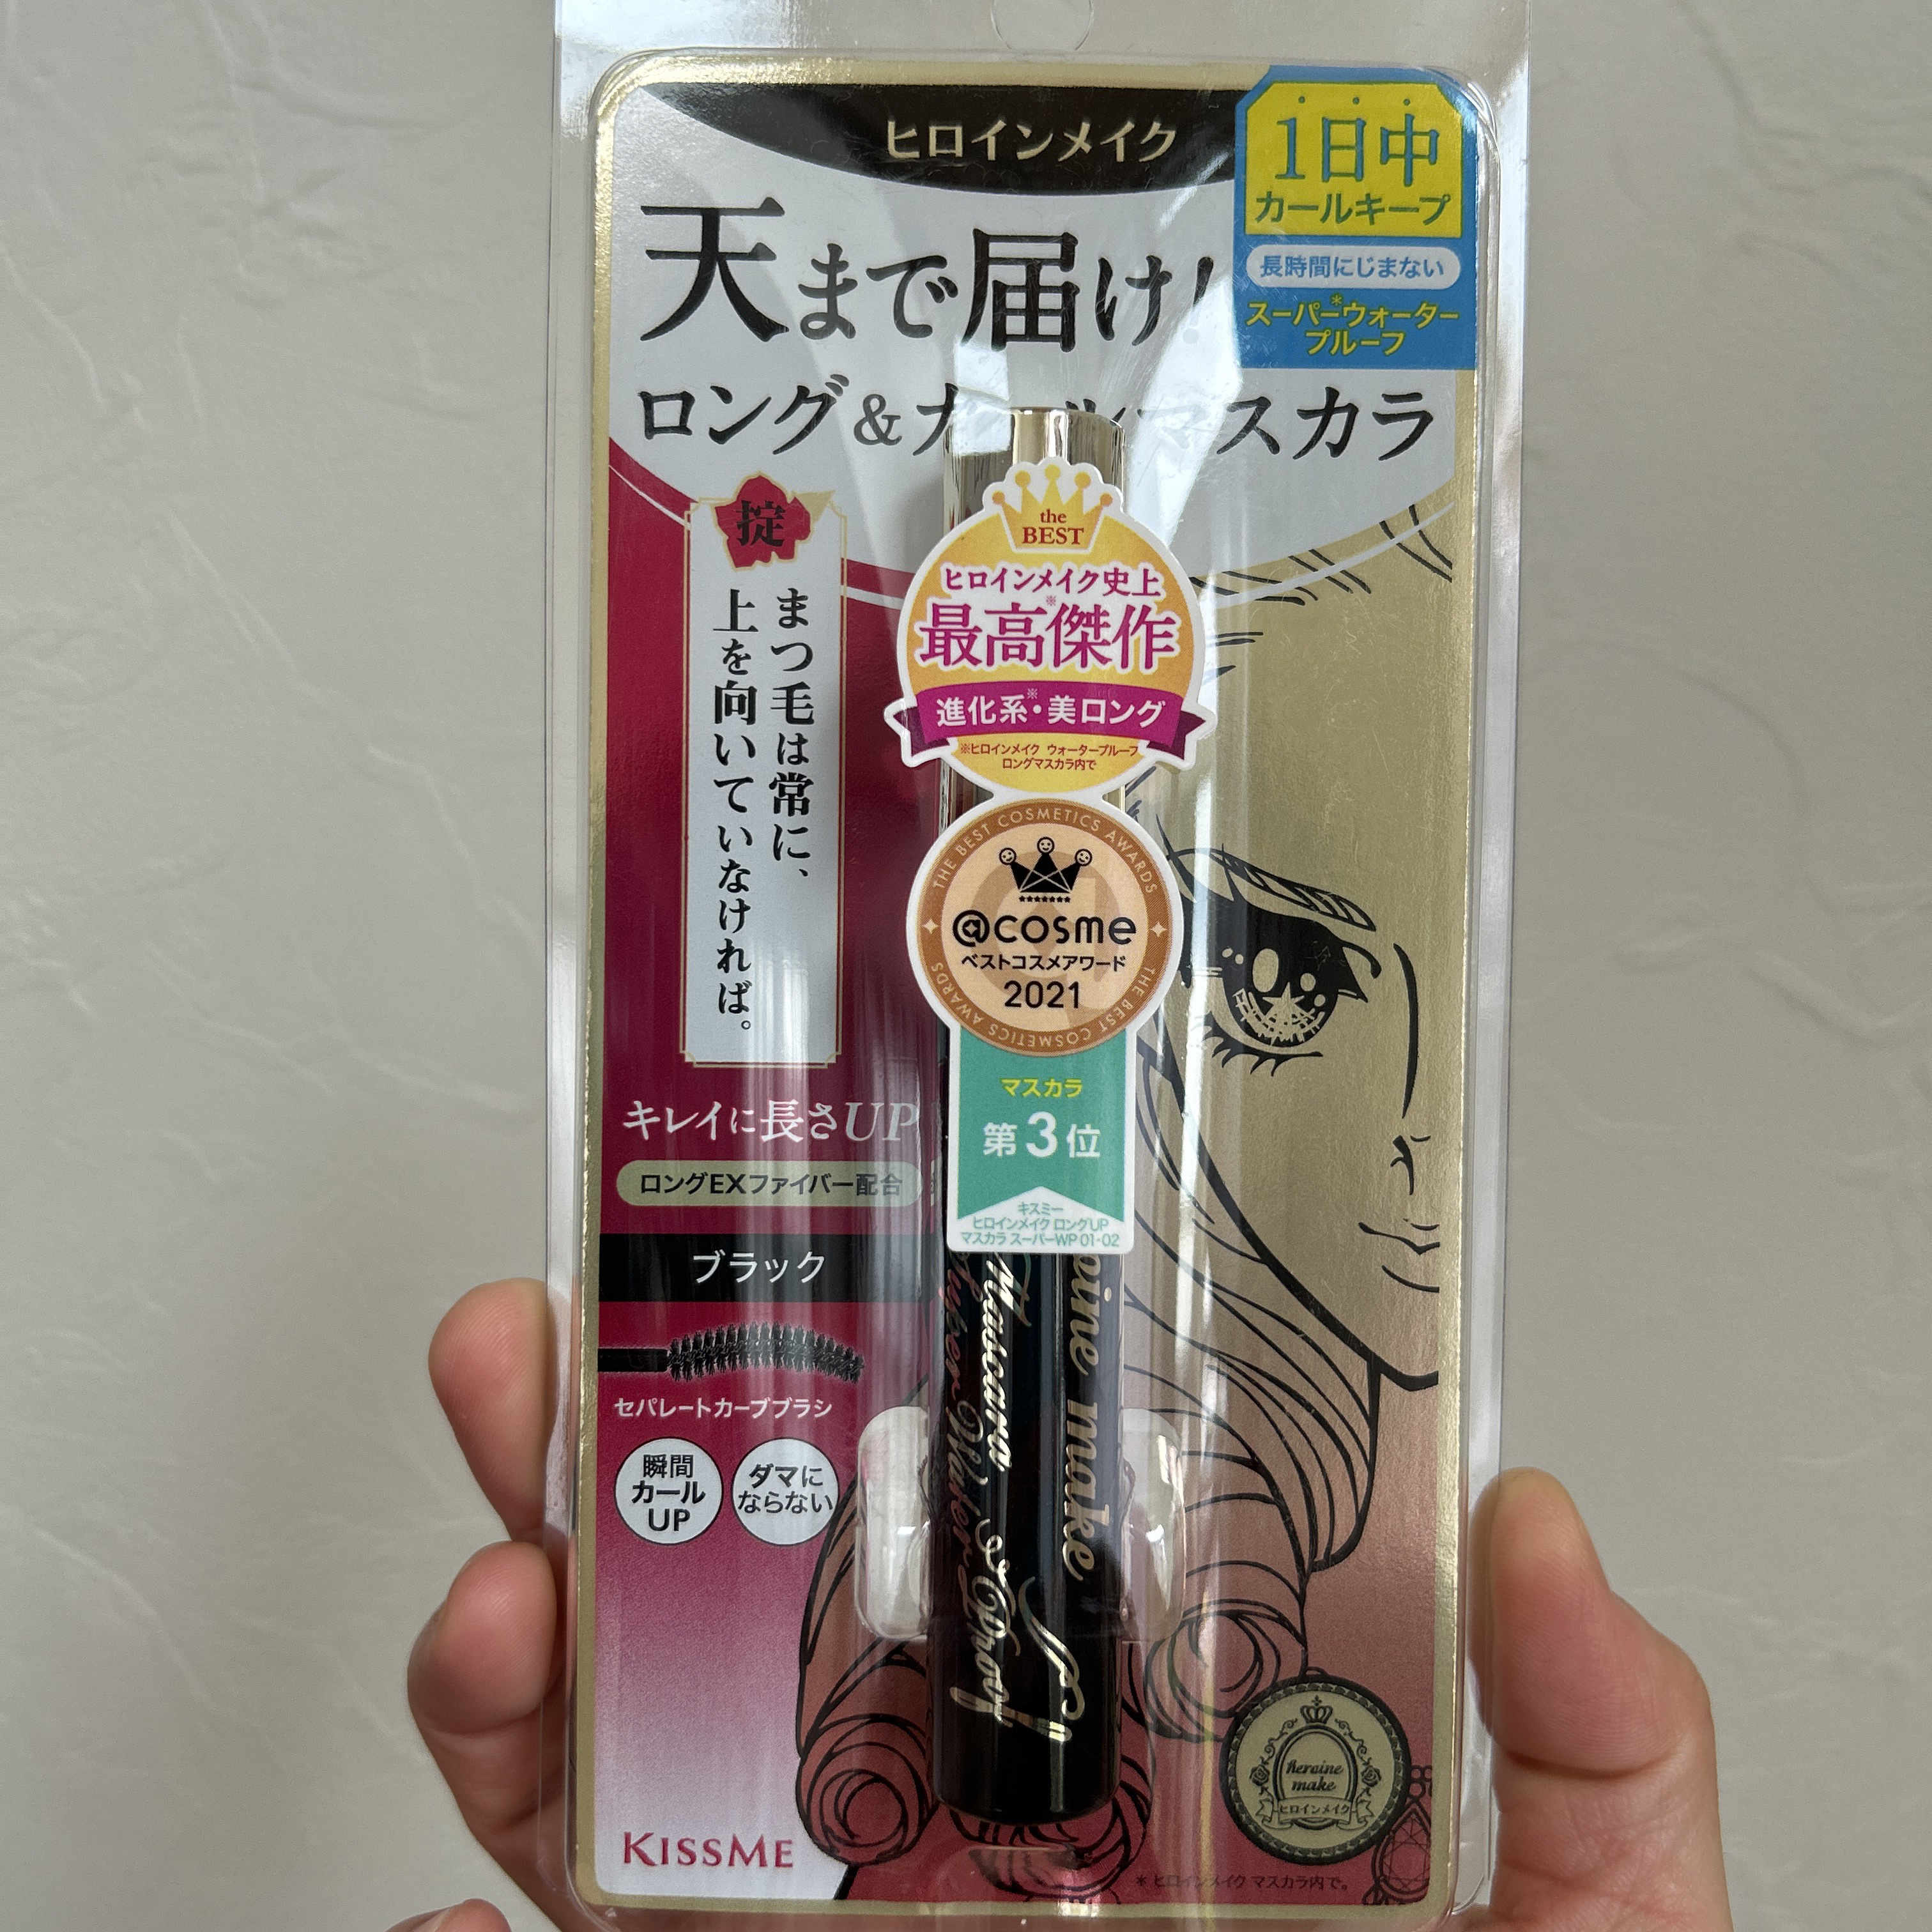 ヒロインメイク
1日中
カールキープ
長時間にじまない
スーパー*ウォーター
プルーフ
天まで届け!
ロング&カールマスカラ
掟
まつ毛は常に、
上を向いていなければ。
the
BEST
ヒロインメイク史上
最高傑作※
進化系※・美ロング
※ヒロインメイク ウォータープルーフ
ロングマスカラ内で
THE BEST COSMETICS AWARDS
@cosme
ベストコスメアワード
2021
THE BEST COSMETICS AWARDS
マスカラ
第3位
キスミー
ヒロインメイク ロングUP
マスカラ スーパーWP 01・02
キレイに長さUP
ロングEXファイバー配合
ブラック
セパレートカーブブラシ
瞬間
カール
UP
ダマに
ならない
oine make
Mascara
Super Water Proof
heroine
make
ヒロインメイク
KISSME
*ヒロインメイク マスカラ内で。